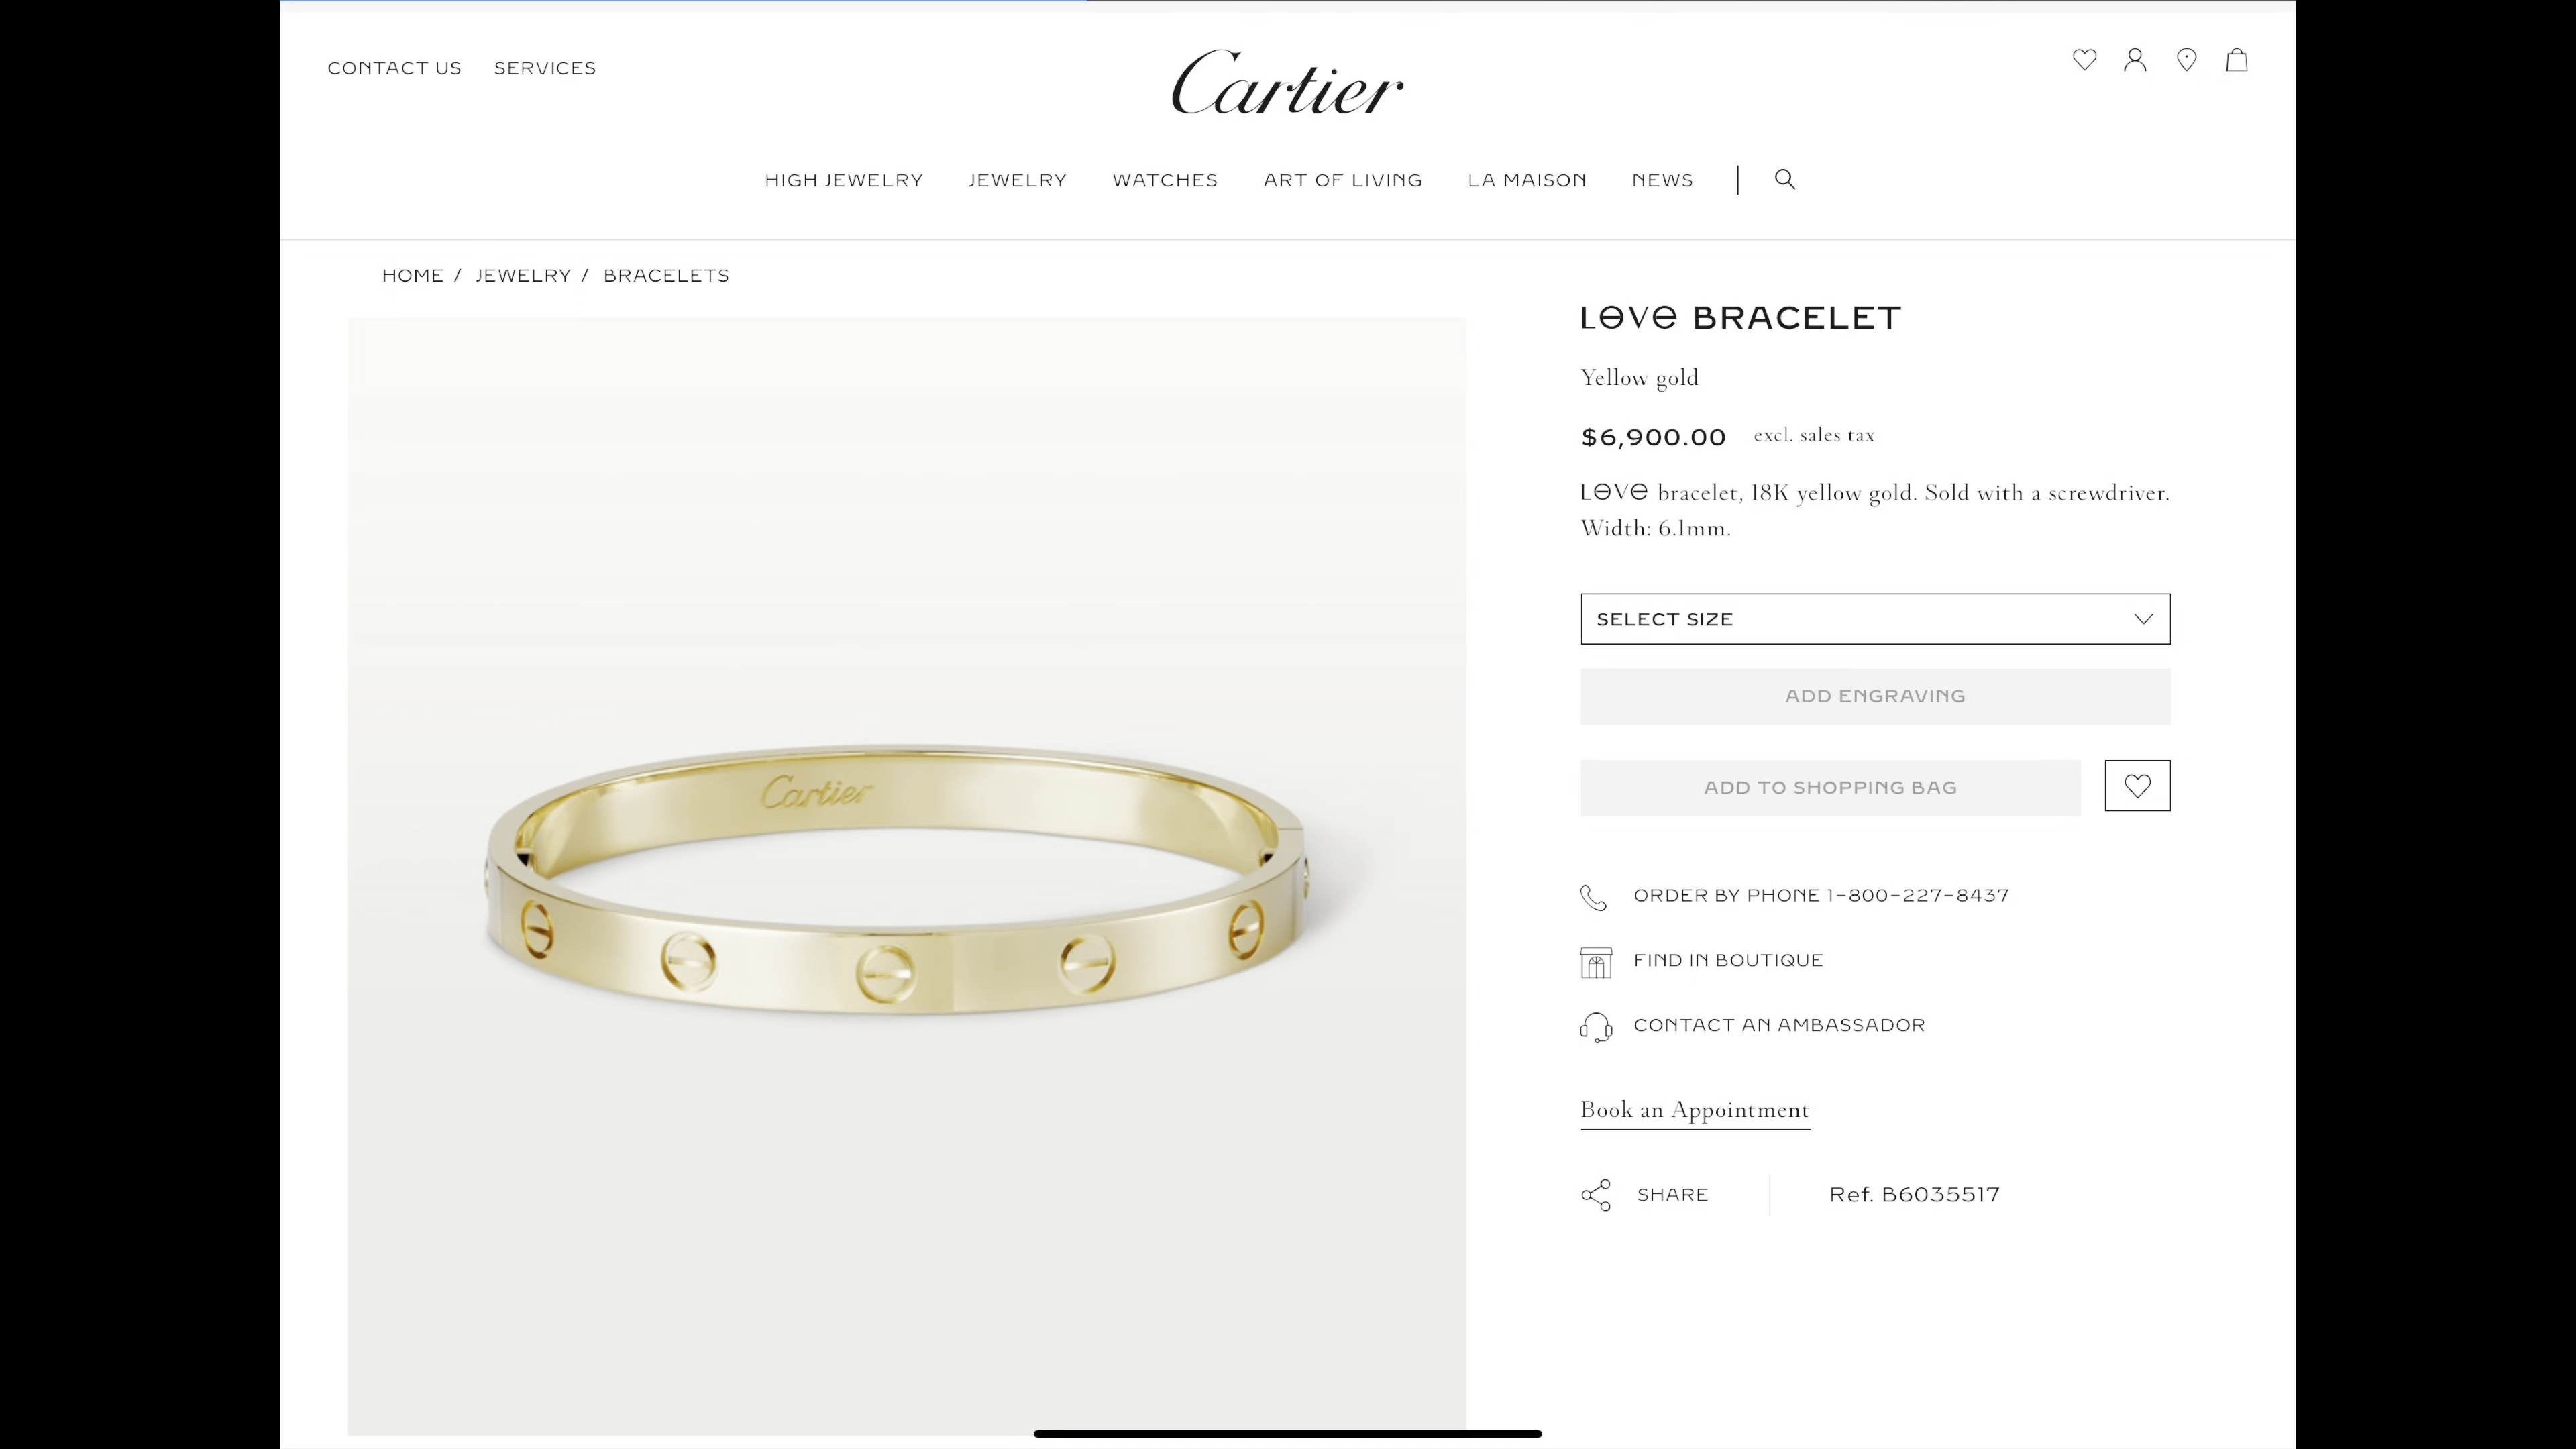 CONTACT US SERVICES
Cartier
HIGH JEWELRY JEWELRY WATCHES ART OF LIVING LA MAISON NEWS
HOME / JEWELRY / BRACELETS
LOVE BRACELET
Yellow gold
$6,900.00 excl. sales tax
LOVE bracelet, 18K yellow gold. Sold with a screwdriver.
Width: 6.1mm.
SELECT SIZE
ADD ENGRAVING
Cartier
ADD TO SHOPPING BAG
ORDER BY PHONE 1-800-227-8437
FIND IN BOUTIQUE
CONTACT AN AMBASSADOR
Book an Appointment
SHARE
Ref. B6035517